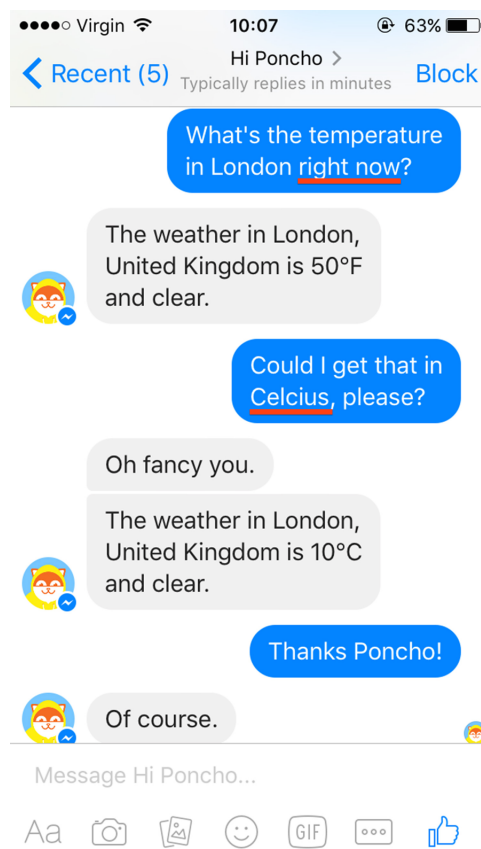 Virgin 10:07 63%
Hi Poncho
Recent (5) Typically replies in minutes Block
What's the temperature
in London right now?
The weather in London,
United Kingdom is 50°F
and clear.
Could I get that in
Celcius, please?
Oh fancy you.
The weather in London,
United Kingdom is 10°C
and clear.
Thanks Poncho!
Of course.
Message Hi Poncho...
Aa GIF